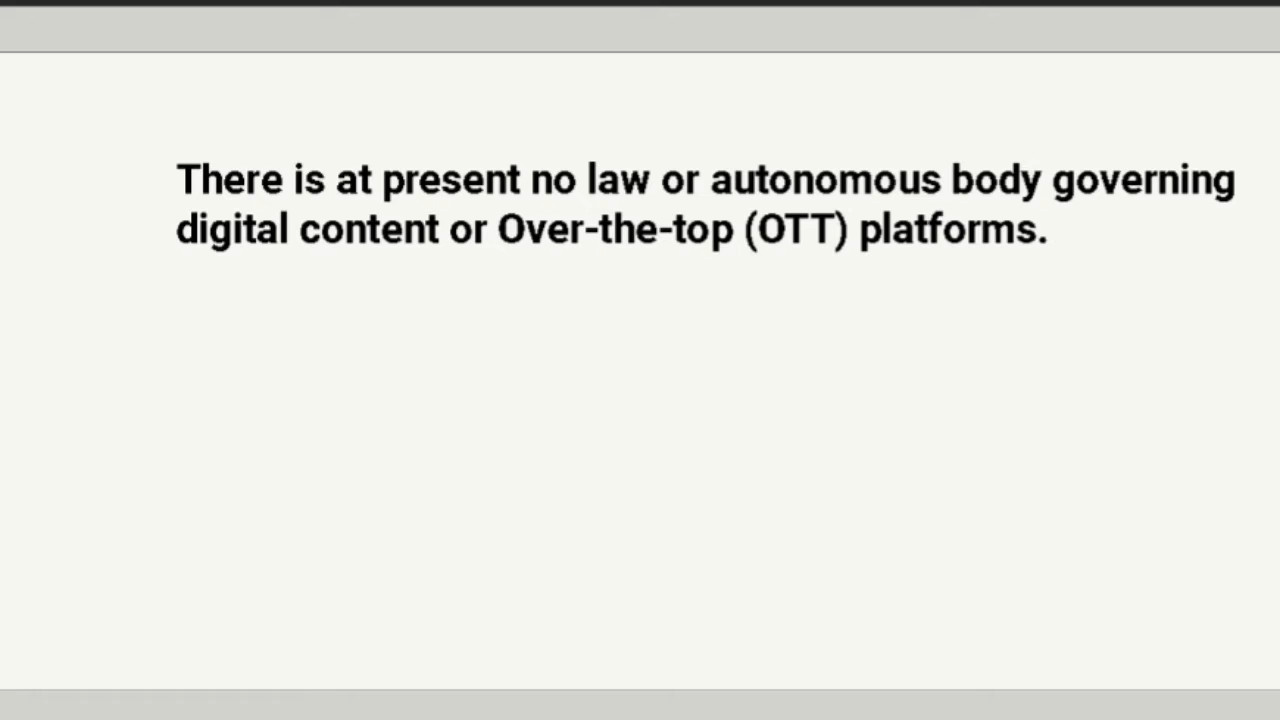 There is at present no law or autonomous body governing
digital content or Over-the-top (OTT) platforms.